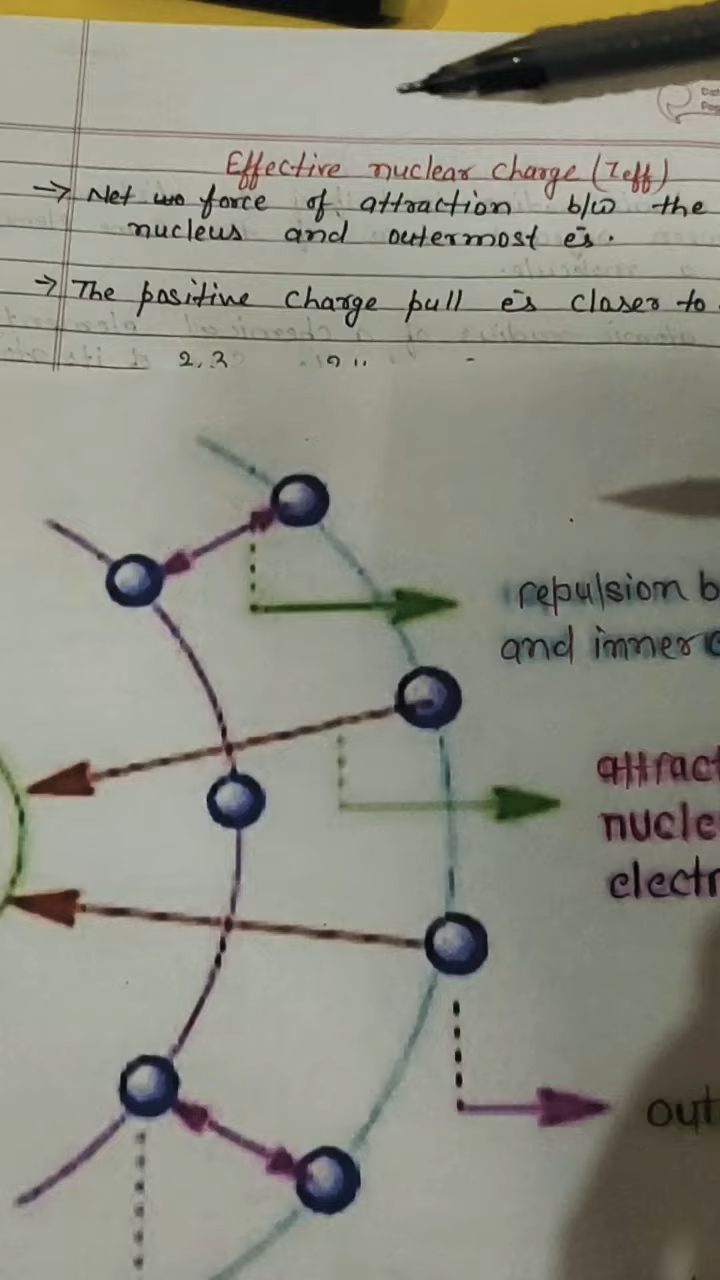 Effective nuclear charge (Zeff)
→ Net force of attraction b/w the
nucleus and outermost e's.
→ The positive charge pull e's closer to
repulsion b
and inner
attract
nucle
electr
out